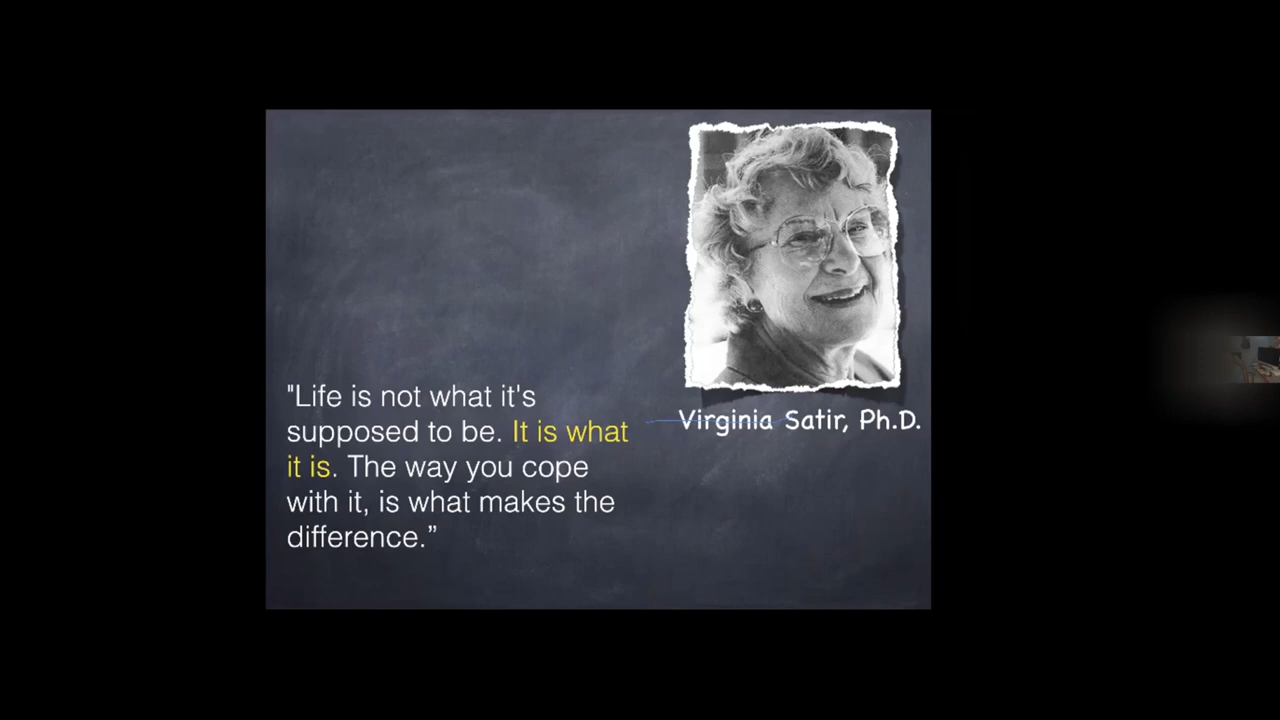 "Life is not what it's
supposed to be. It is what
it is. The way you cope
with it, is what makes the
difference.”
Virginia Satir, Ph.D.